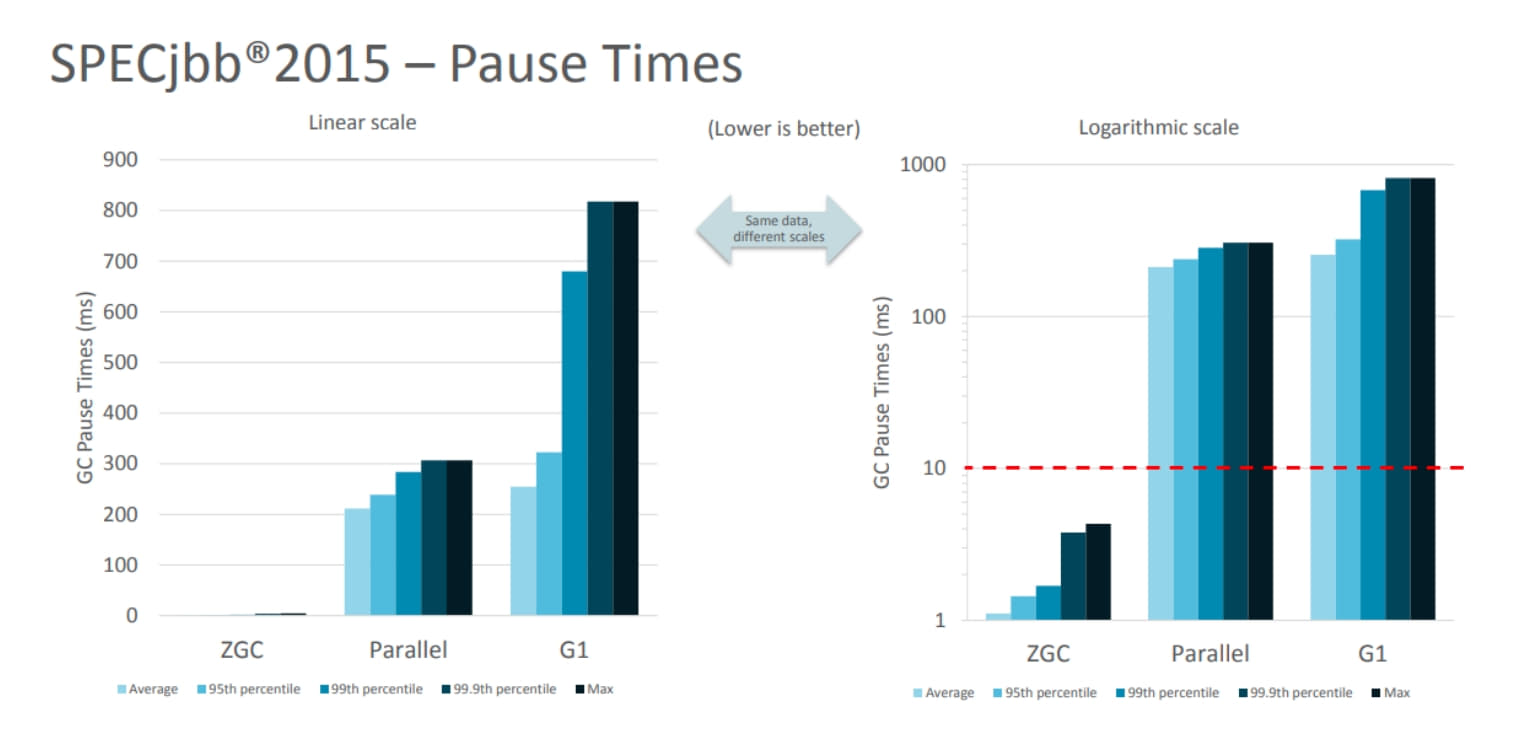 SPECjbb®2015 – Pause Times
Linear scale
(Lower is better)
Logarithmic scale
900
800
700
600
500
400
300
200
100
0
GC Pause Times (ms)
ZGC
Parallel
G1
Average
95th percentile
99th percentile
99.9th percentile
Max
Same data,
different scales
1000
100
10
1
GC Pause Times (ms)
ZGC
Parallel
G1
Average
95th percentile
99th percentile
99.9th percentile
Max